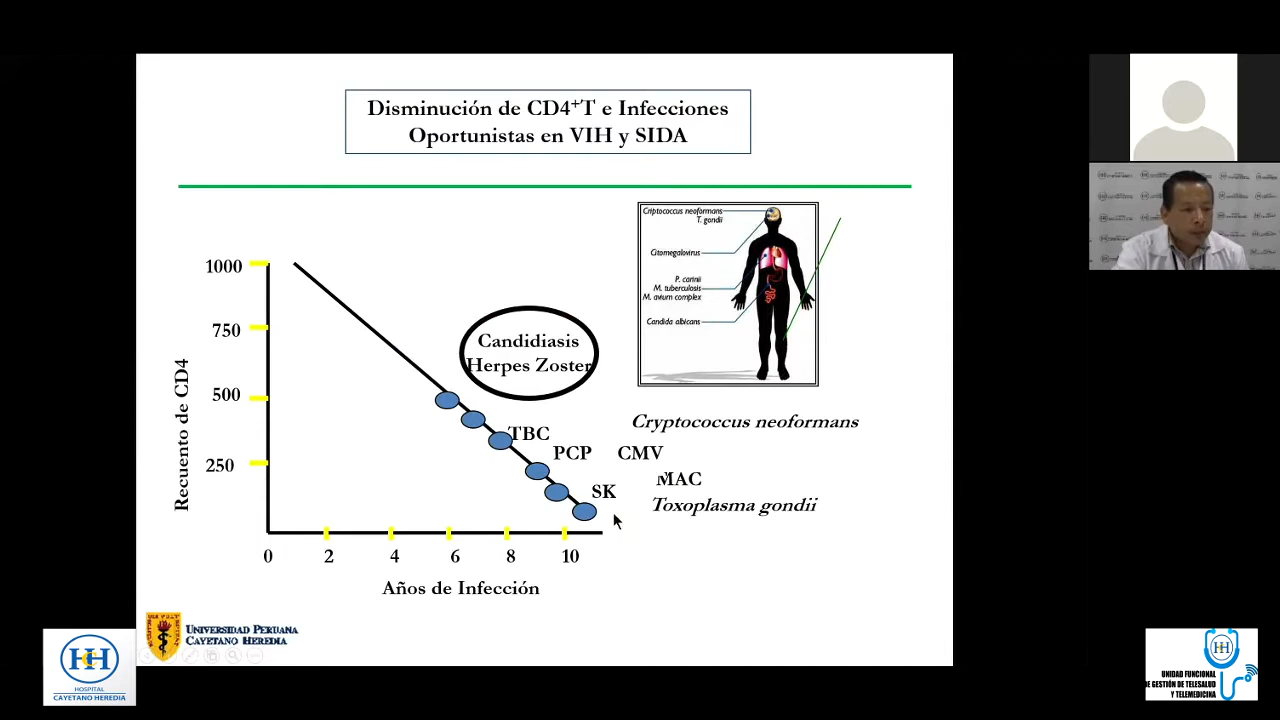 Disminución de CD4+T e Infecciones
Oportunistas en VIH y SIDA
Criptococcus neoformans
T. gondii
Citomegalovirus
P. carinii
M. tuberculosis
M. avium complex
Candida albicans
1000
750
500
250
Recuento de CD4
Candidiasis
Herpes Zoster
TBC
PCP
SK
Cryptococcus neoformans
CMV
MAC
Toxoplasma gondii
0 2 4 6 8 10
Años de Infección
UNIVERSIDAD PERUANA
CAYETANO HEREDIA
HCH
HOSPITAL
CAYETANO HEREDIA
UNIDAD FUNCIONAL
DE GESTIÓN DE TELESALUD
Y TELEMEDICINA